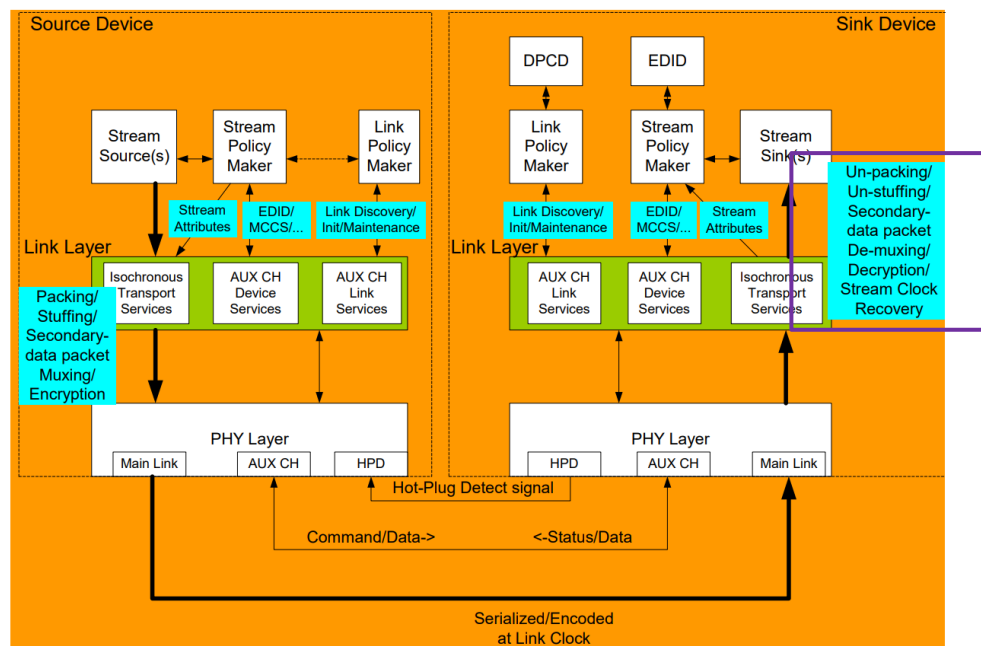 Source Device
Sink Device
DPCD
EDID
Stream
Source(s)
Stream
Policy
Maker
Link
Policy
Maker
Link
Policy
Maker
Stream
Policy
Maker
Stream
Sink(s)
Sttream
Attributes
EDID/
MCCS/...
Link Discovery/
Init/Maintenance
Link Discovery/
Init/Maintenance
EDID/
MCCS/...
Stream
Attributes
Un-packing/
Un-stuffing/
Secondary-
data packet
De-muxing/
Decryption/
Stream Clock
Recovery
Link Layer
Link Layer
Isochronous
Transport
Services
AUX CH
Device
Services
AUX CH
Link
Services
AUX CH
Link
Services
AUX CH
Device
Services
Isochronous
Transport
Services
Packing/
Stuffing/
Secondary-
data packet
Muxing/
Encryption
PHY Layer
Main Link
AUX CH
HPD
PHY Layer
HPD
AUX CH
Main Link
Hot-Plug Detect signal
Command/Data->
<-Status/Data
Serialized/Encoded
at Link Clock